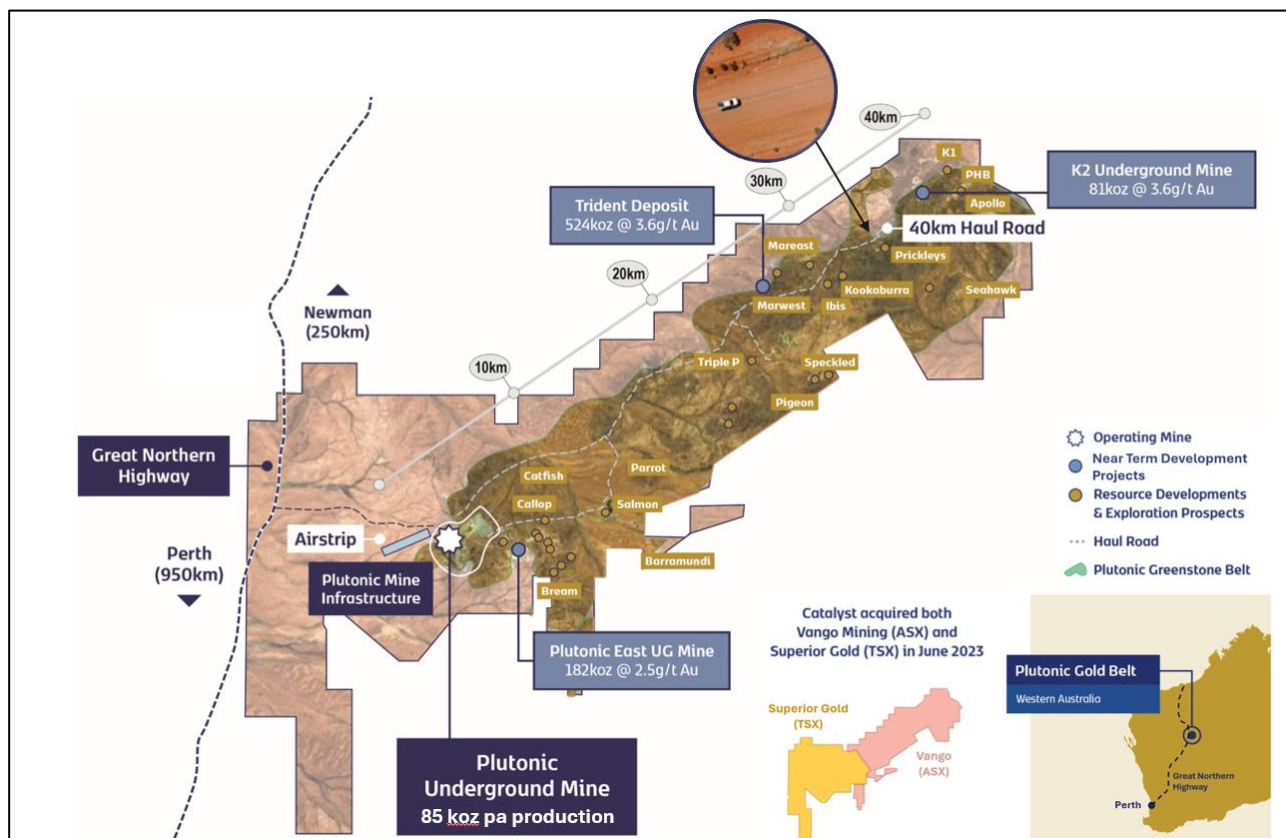 40km
K1
PHB
K2 Underground Mine
81koz @ 3.6g/t Au
Apollo
30km
Trident Deposit
524koz @ 3.6g/t Au
40km Haul Road
Mareast
Prickleys
20km
Kookaburra
Seahawk
Marwest
Ibis
Newman
(250km)
10km
Triple P
Speckled
Pigeon
Great Northern
Highway
Operating Mine
Near Term Development
Projects
Resource Developments
& Exploration Prospects
Haul Road
Plutonic Greenstone Belt
Catfish
Parrot
Callop
Salmon
Airstrip
Perth
(950km)
Barramundi
Plutonic Mine
Infrastructure
Bream
Plutonic East UG Mine
182koz @ 2.5g/t Au
Plutonic
Underground Mine
85 koz pa production
Catalyst acquired both
Vango Mining (ASX) and
Superior Gold (TSX) in June 2023
Superior Gold
(TSX)
Vango
(ASX)
Plutonic Gold Belt
Western Australia
Great Northern
Highway
Perth